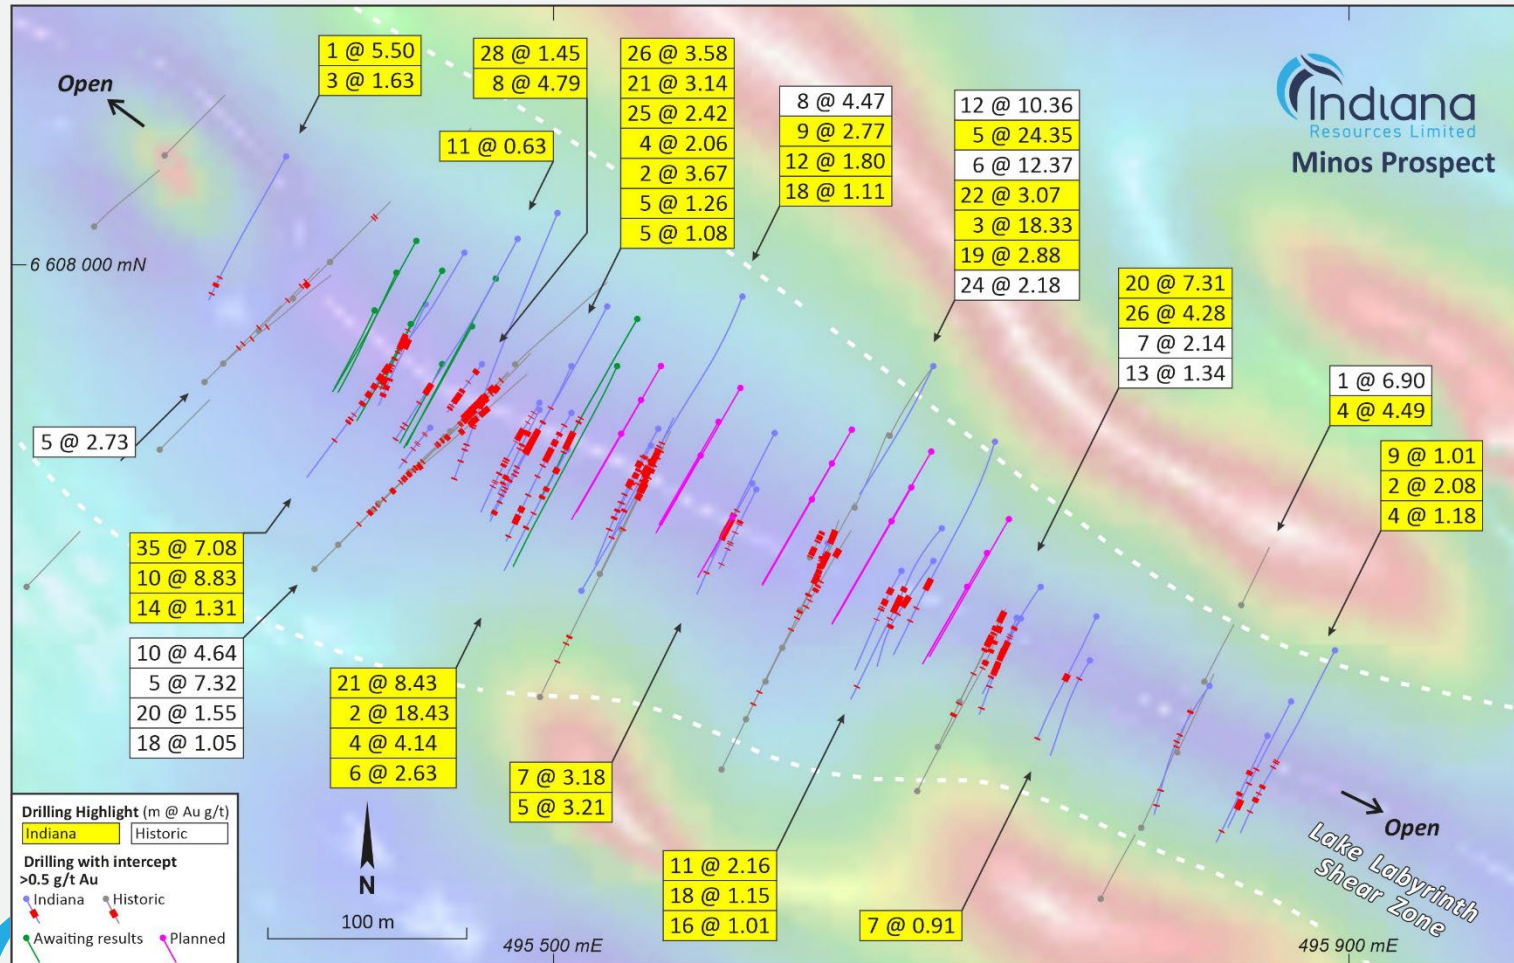 Open
1 @ 5.50
3 @ 1.63
28 @ 1.45
8 @ 4.79
11 @ 0.63
26 @ 3.58
21 @ 3.14
25 @ 2.42
4 @ 2.06
2 @ 3.67
5 @ 1.26
5 @ 1.08
8 @ 4.47
9 @ 2.77
12 @ 1.80
18 @ 1.11
12 @ 10.36
5 @ 24.35
6 @ 12.37
22 @ 3.07
3 @ 18.33
19 @ 2.88
24 @ 2.18
Indiana
Resources Limited
Minos Prospect
6 608 000 mN
20 @ 7.31
26 @ 4.28
7 @ 2.14
13 @ 1.34
1 @ 6.90
4 @ 4.49
9 @ 1.01
2 @ 2.08
4 @ 1.18
5 @ 2.73
35 @ 7.08
10 @ 8.83
14 @ 1.31
10 @ 4.64
5 @ 7.32
20 @ 1.55
18 @ 1.05
21 @ 8.43
2 @ 18.43
4 @ 4.14
6 @ 2.63
7 @ 3.18
5 @ 3.21
11 @ 2.16
18 @ 1.15
16 @ 1.01
7 @ 0.91
Open
Lake Labyrinth
Shear Zone
Drilling Highlight (m @ Au g/t)
Indiana Historic
Drilling with intercept
>0.5 g/t Au
Indiana Historic
Awaiting results Planned
N
100 m
495 500 mE
495 900 mE